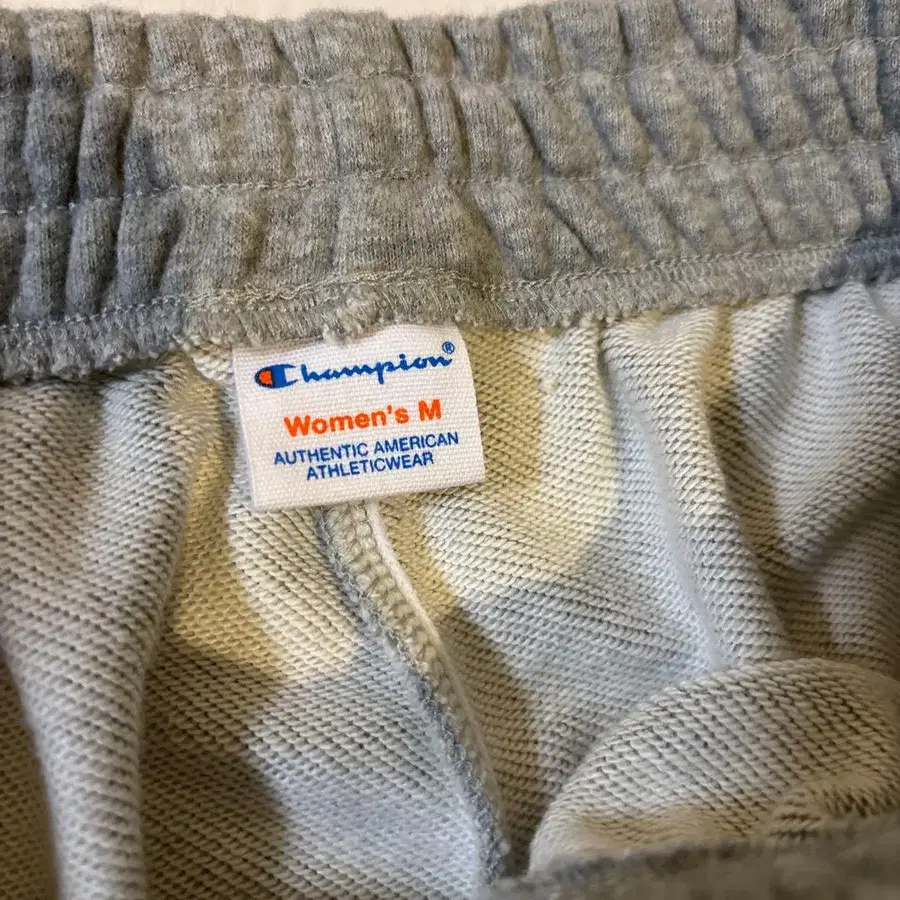 Champion®
Women's M
AUTHENTIC AMERICAN
ATHLETICWEAR